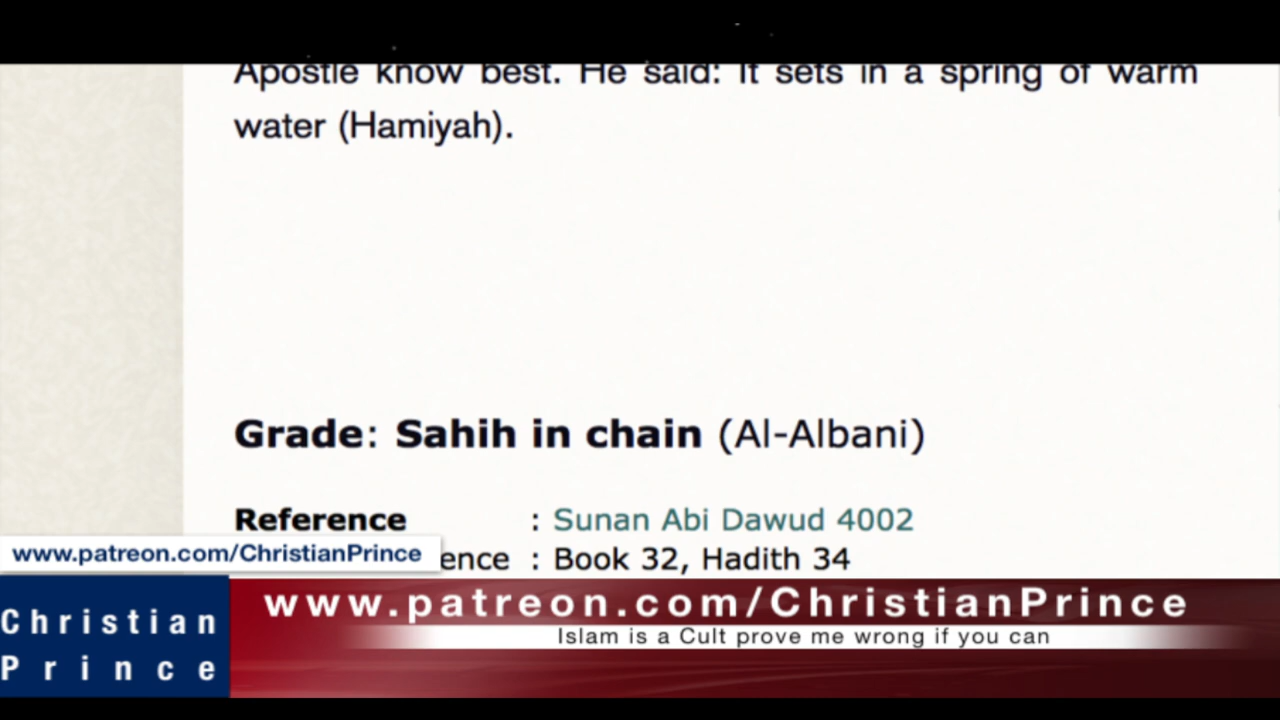 Apostle know best. He said: It sets in a spring of warm
water (Hamiyah).
Grade: Sahih in chain (Al-Albani)
Reference : Sunan Abi Dawud 4002
ence : Book 32, Hadith 34
www.patreon.com/ChristianPrince
Christian
Prince
www.patreon.com/ChristianPrince
Islam is a Cult prove me wrong if you can